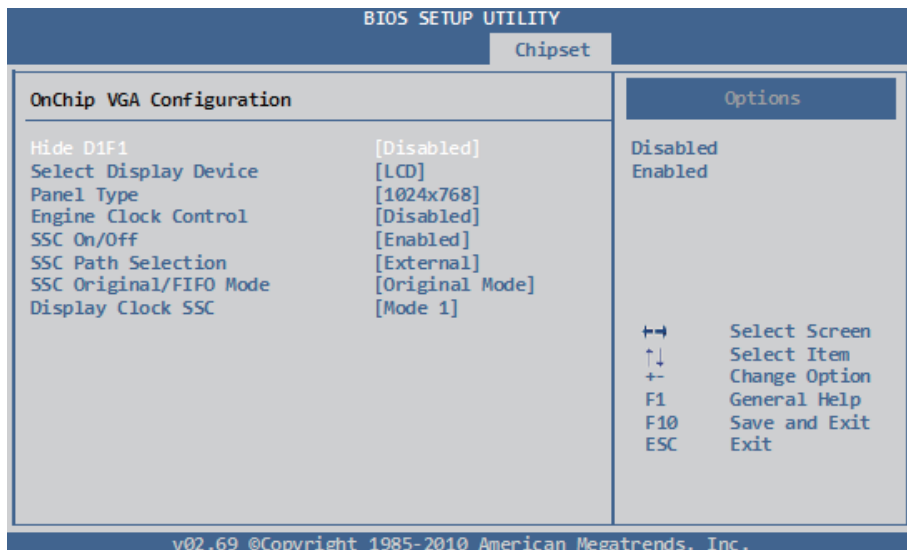 BIOS SETUP UTILITY
Chipset
OnChip VGA Configuration
Hide D1F1 [Disabled]
Select Display Device [LCD]
Panel Type [1024x768]
Engine Clock Control [Disabled]
SSC On/Off [Enabled]
SSC Path Selection [External]
SSC Original/FIFO Mode [Original Mode]
Display Clock SSC [Mode 1]
Options
Disabled
Enabled
←→ Select Screen
↑↓ Select Item
+- Change Option
F1 General Help
F10 Save and Exit
ESC Exit
v02.69 ©Copyright 1985-2010 American Megatrends, Inc.